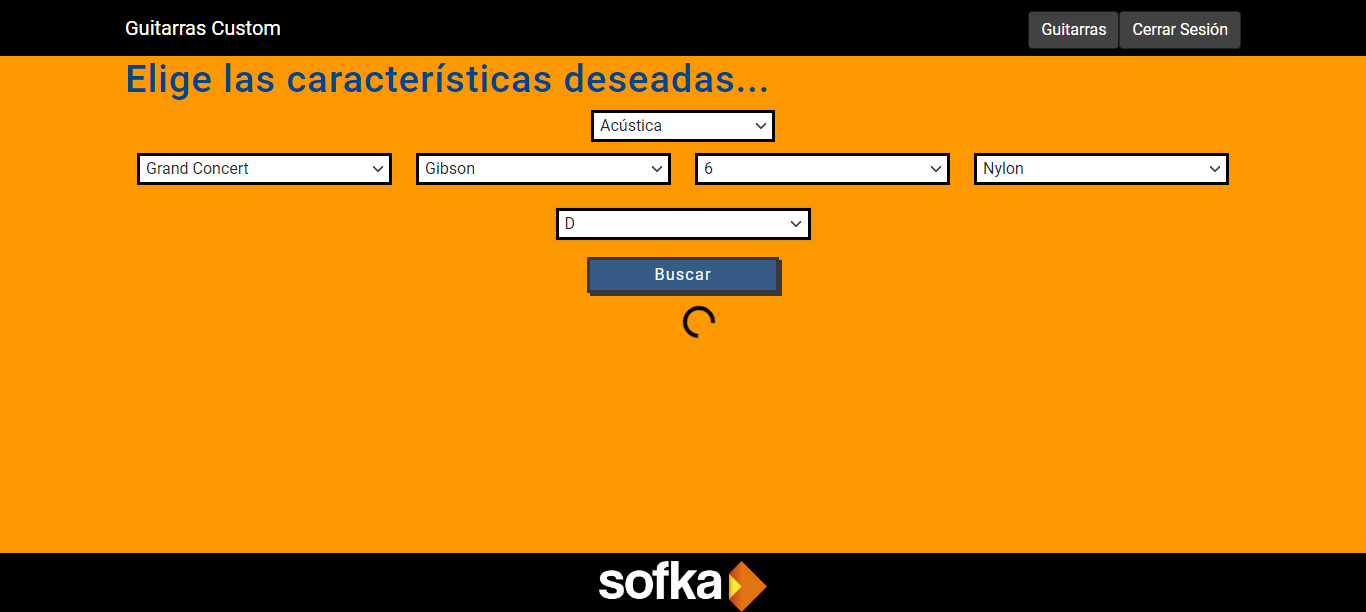 Guitarras Custom
Guitarras
Cerrar Sesión
Elige las características deseadas...
Acústica
Grand Concert
Gibson
6
Nylon
D
Buscar
sofka